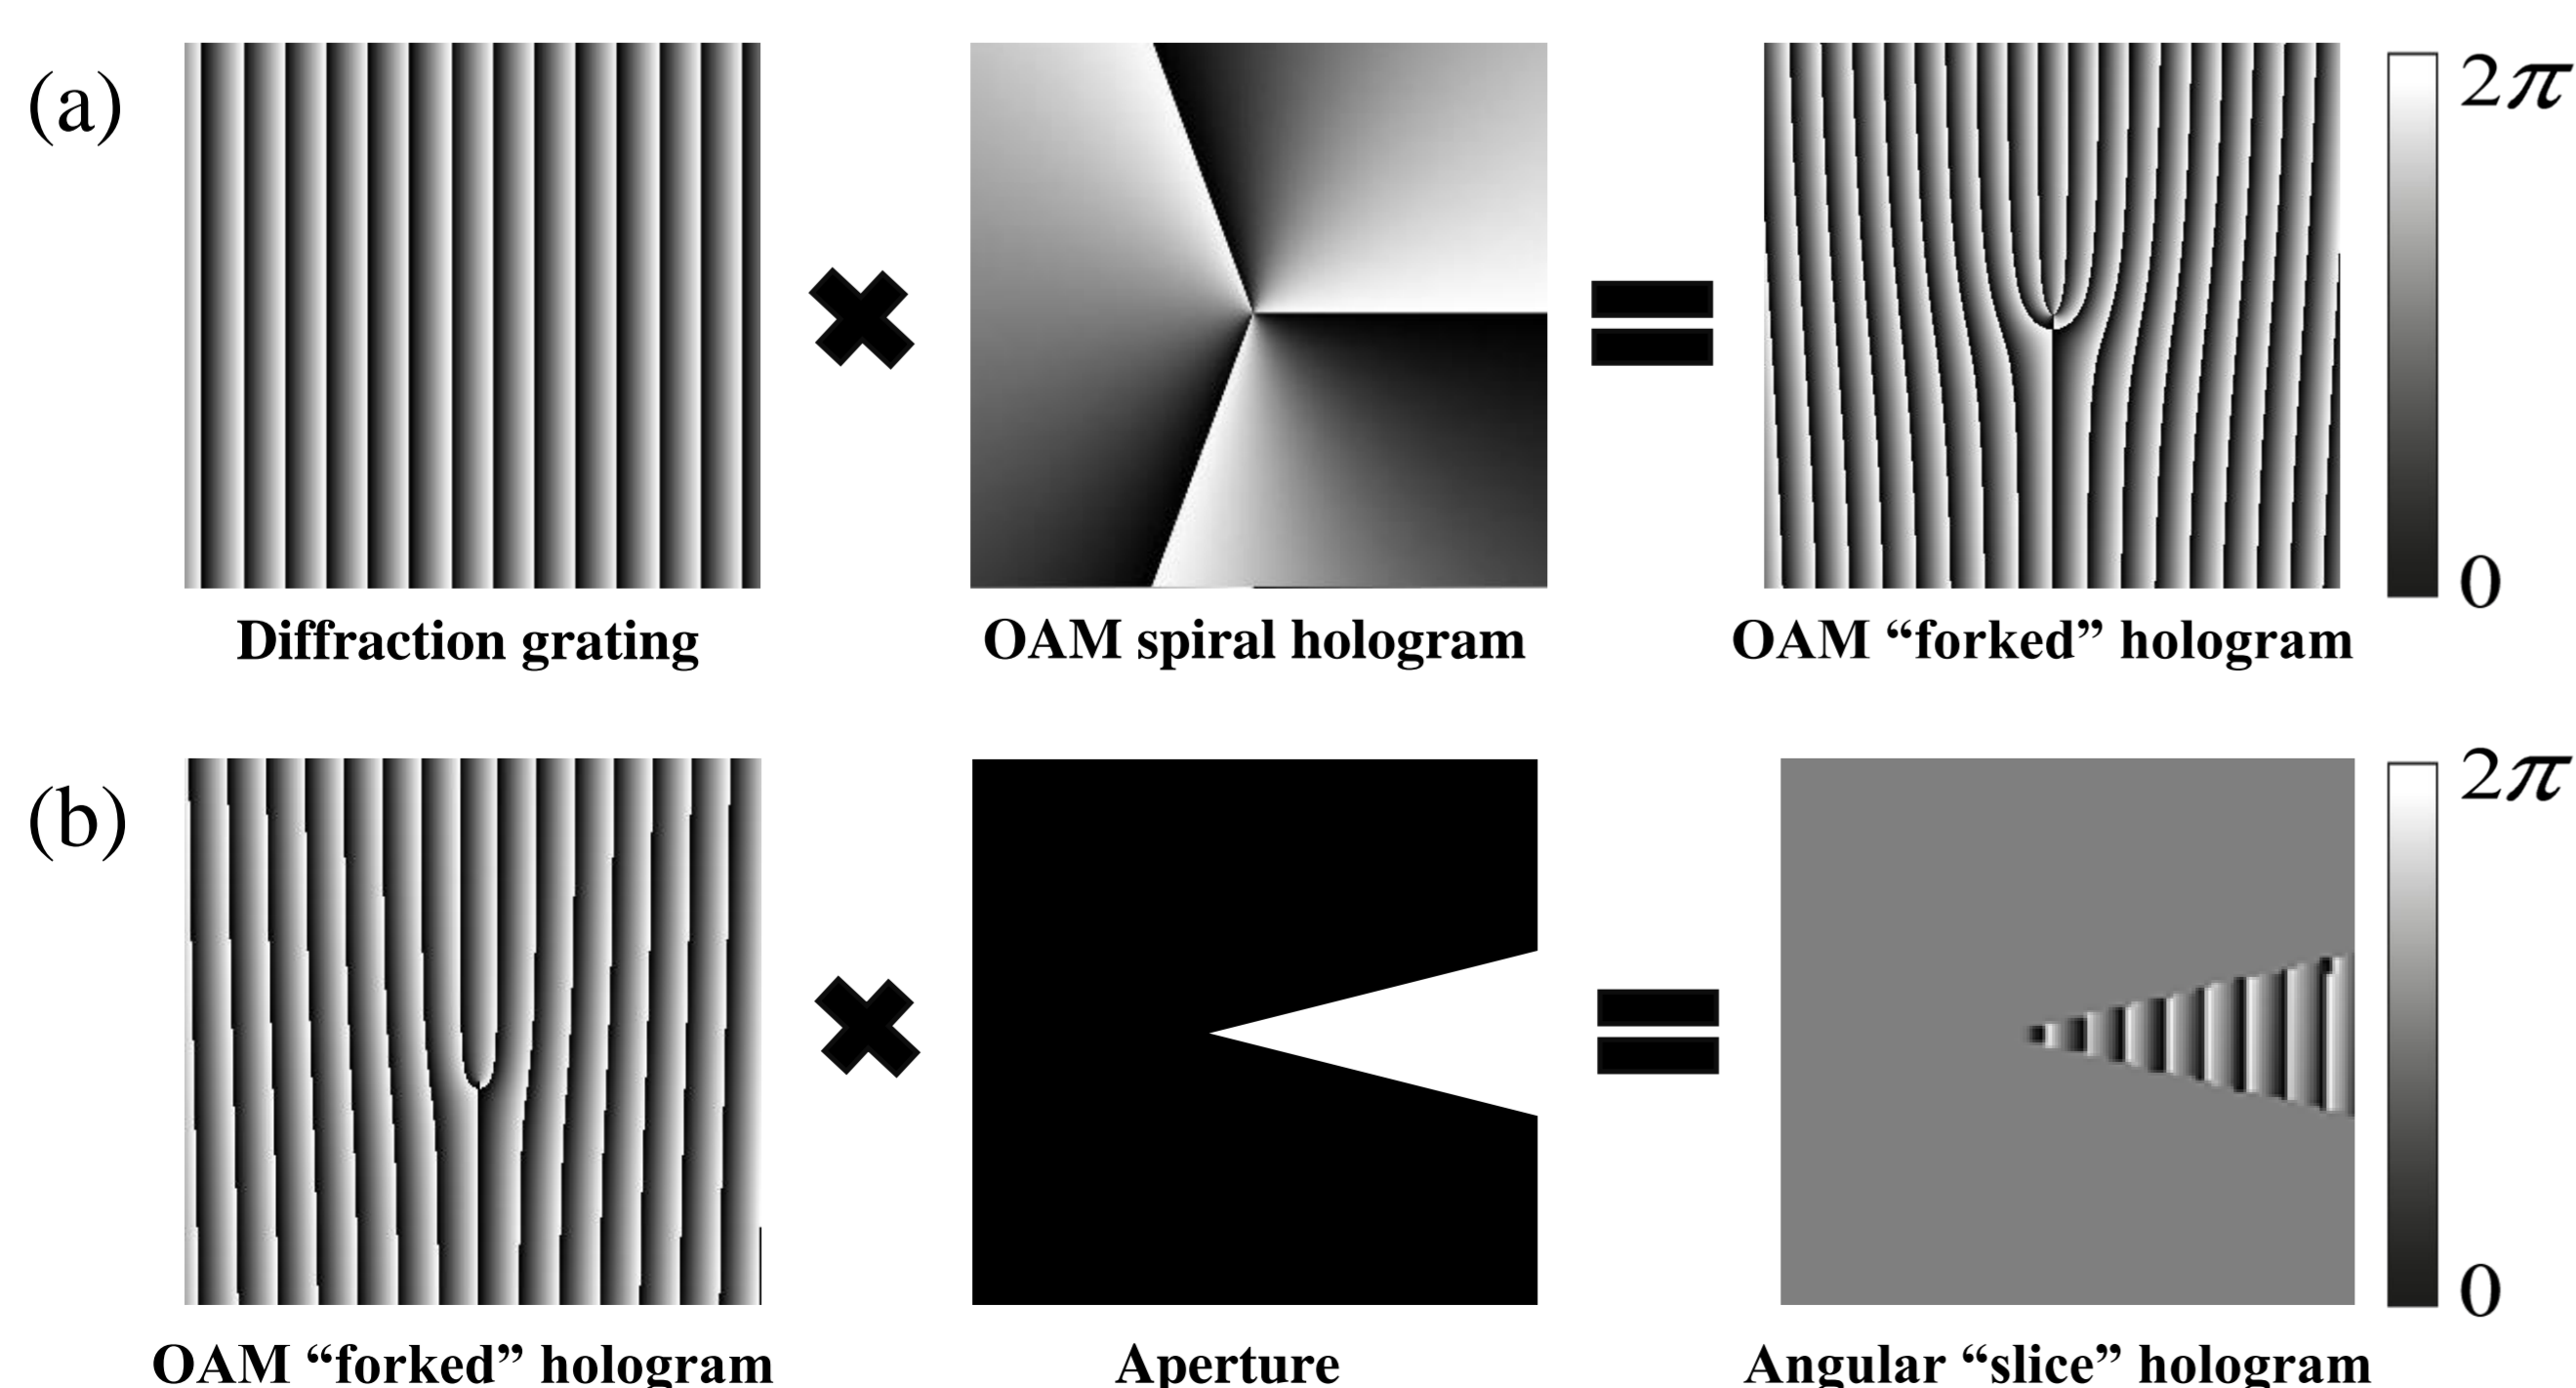 (a)
2π
0
Diffraction grating
OAM spiral hologram
OAM “forked” hologram
(b)
2π
0
OAM “forked” hologram
Aperture
Angular “slice” hologram